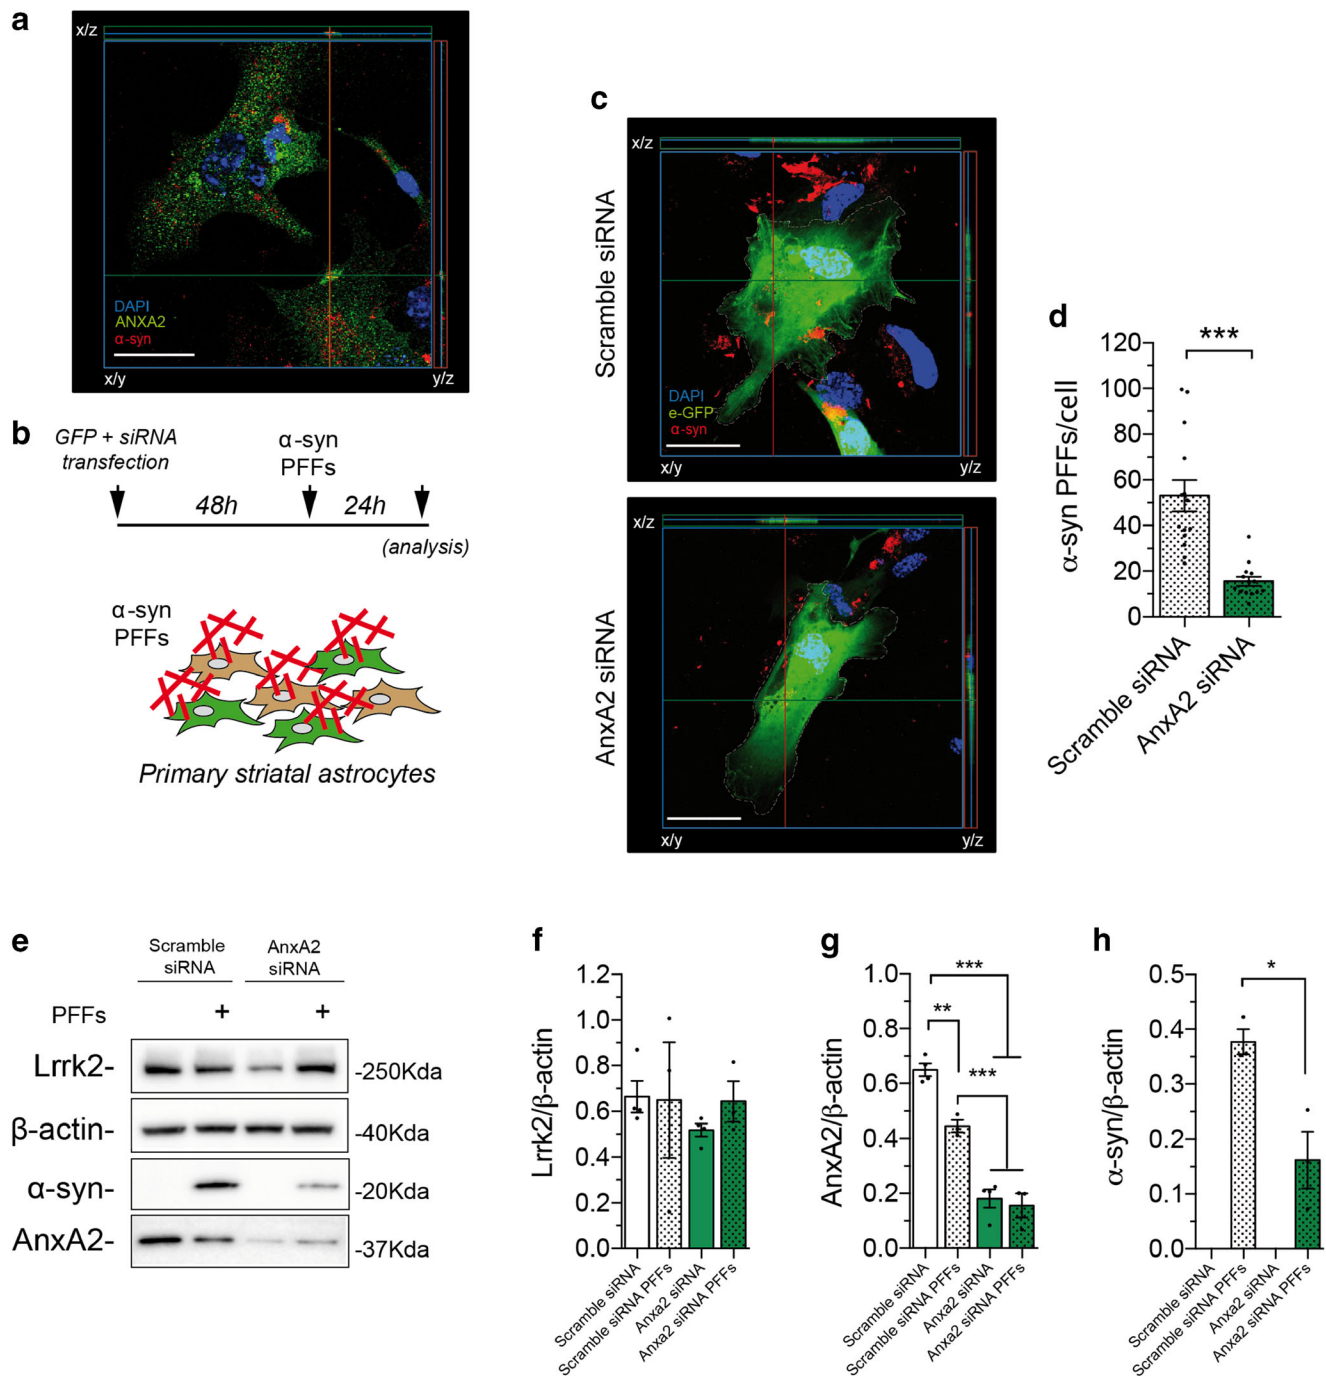 a
x/z
DAPI
ANXA2
α-syn
x/y
y/z
b
GFP + siRNA
transfection
α-syn
PFFs
48h
24h
(analysis)
α-syn
PFFs
Primary striatal astrocytes
c
Scramble siRNA
x/z
DAPI
e-GFP
α-syn
x/y
y/z
AnxA2 siRNA
x/z
x/y
y/z
d
α-syn PFFs/cell
120
100
80
60
40
20
0
***
Scramble siRNA
AnxA2 siRNA
e
Scramble
siRNA
AnxA2
siRNA
PFFs
+
+
Lrrk2-
-250Kda
β-actin-
-40Kda
α-syn-
-20Kda
AnxA2-
-37Kda
f
Lrrk2/β-actin
1.2
1.0
0.8
0.6
0.4
0.2
0.0
Scramble siRNA
Scramble siRNA PFFs
Anxa2 siRNA
Anxa2 siRNA PFFs
g
AnxA2/β-actin
1.0
0.8
0.6
0.4
0.2
0.0
***
**
***
Scramble siRNA
Scramble siRNA PFFs
Anxa2 siRNA
Anxa2 siRNA PFFs
h
α-syn/β-actin
0.5
0.4
0.3
0.2
0.1
0.0
*
Scramble siRNA
Scramble siRNA PFFs
Anxa2 siRNA
Anxa2 siRNA PFFs